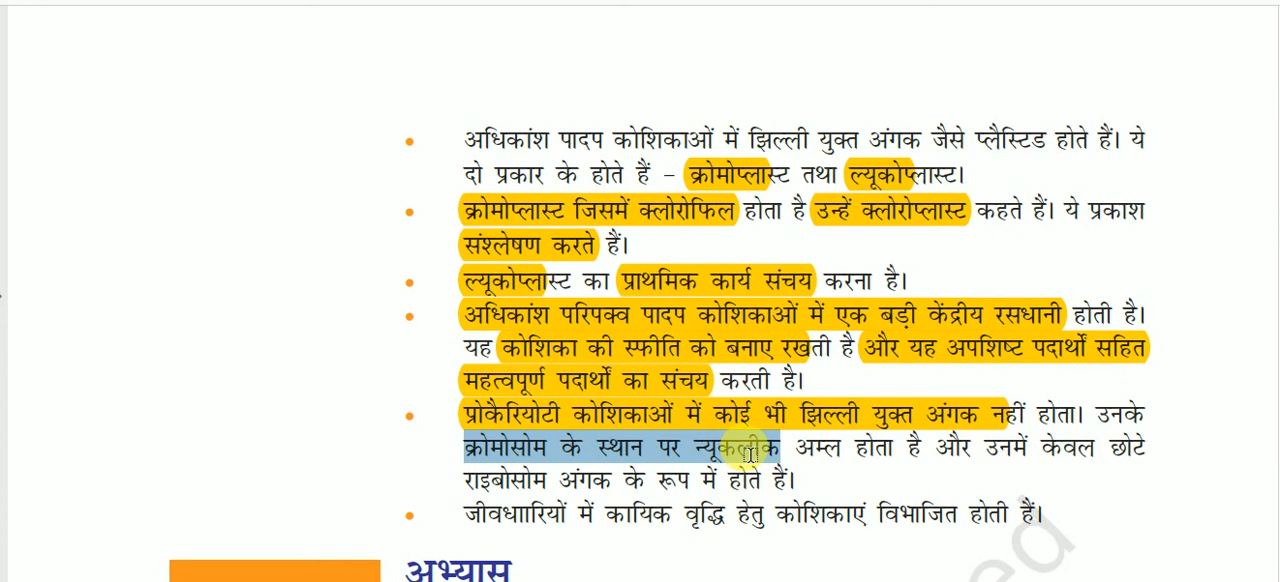 अधिकांश पादप कोशिकाओं में झिल्ली युक्त अंगक जैसे प्लैस्टिड होते हैं। ये
दो प्रकार के होते हैं – क्रोमोप्लास्ट तथा ल्यूकोप्लास्ट।
क्रोमोप्लास्ट जिसमें क्लोरोफिल होता है उन्हें क्लोरोप्लास्ट कहते हैं। ये प्रकाश
संश्लेषण करते हैं।
ल्यूकोप्लास्ट का प्राथमिक कार्य संचय करना है।
अधिकांश परिपक्व पादप कोशिकाओं में एक बड़ी केंद्रीय रसधानी होती है।
यह कोशिका की स्फीति को बनाए रखती है और यह अपशिष्ट पदार्थों सहित
महत्वपूर्ण पदार्थों का संचय करती है।
प्रोकैरियोटी कोशिकाओं में कोई भी झिल्ली युक्त अंगक नहीं होता। उनके
क्रोमोसोम के स्थान पर न्यूकलीक अम्ल होता है और उनमें केवल छोटे
राइबोसोम अंगक के रूप में होते हैं।
जीवधाारियों में कायिक वृद्धि हेतु कोशिकाएं विभाजित होती हैं।
अभ्यास